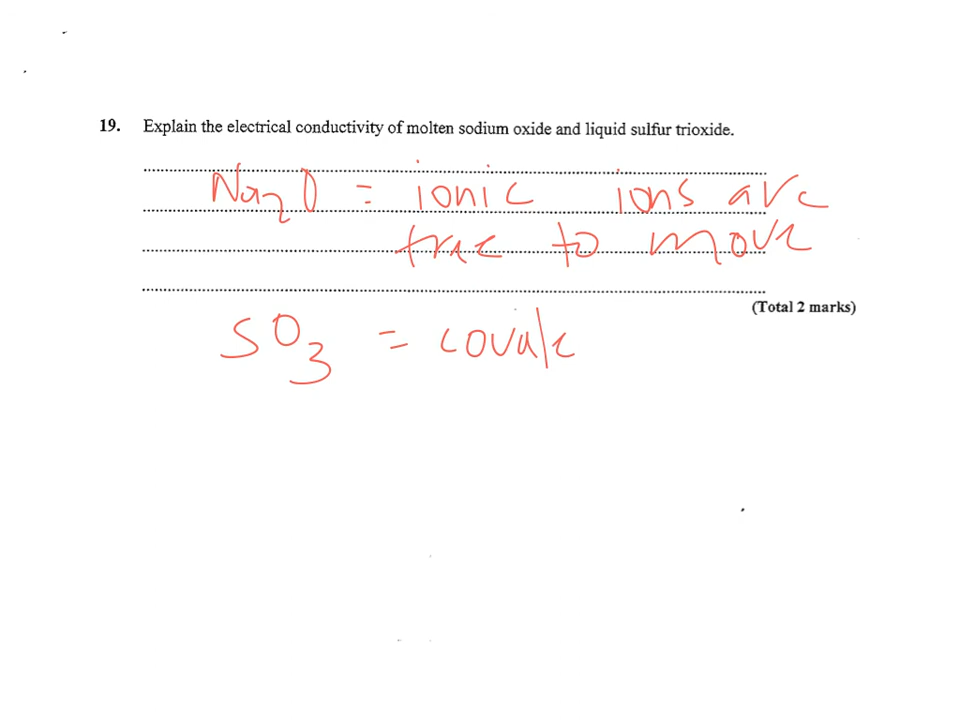 19. Explain the electrical conductivity of molten sodium oxide and liquid sulfur trioxide.
Na2O = ionic ions are
free to move
(Total 2 marks)
SO3 = covale